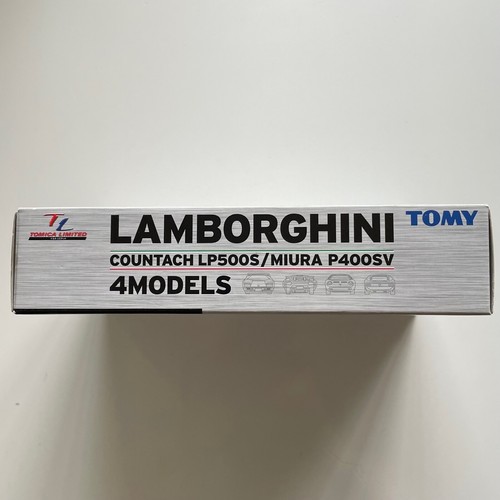 TL
TOMICA LIMITED
LAMBORGHINI
TOMY
COUNTACH LP500S/MIURA P400SV
4MODELS